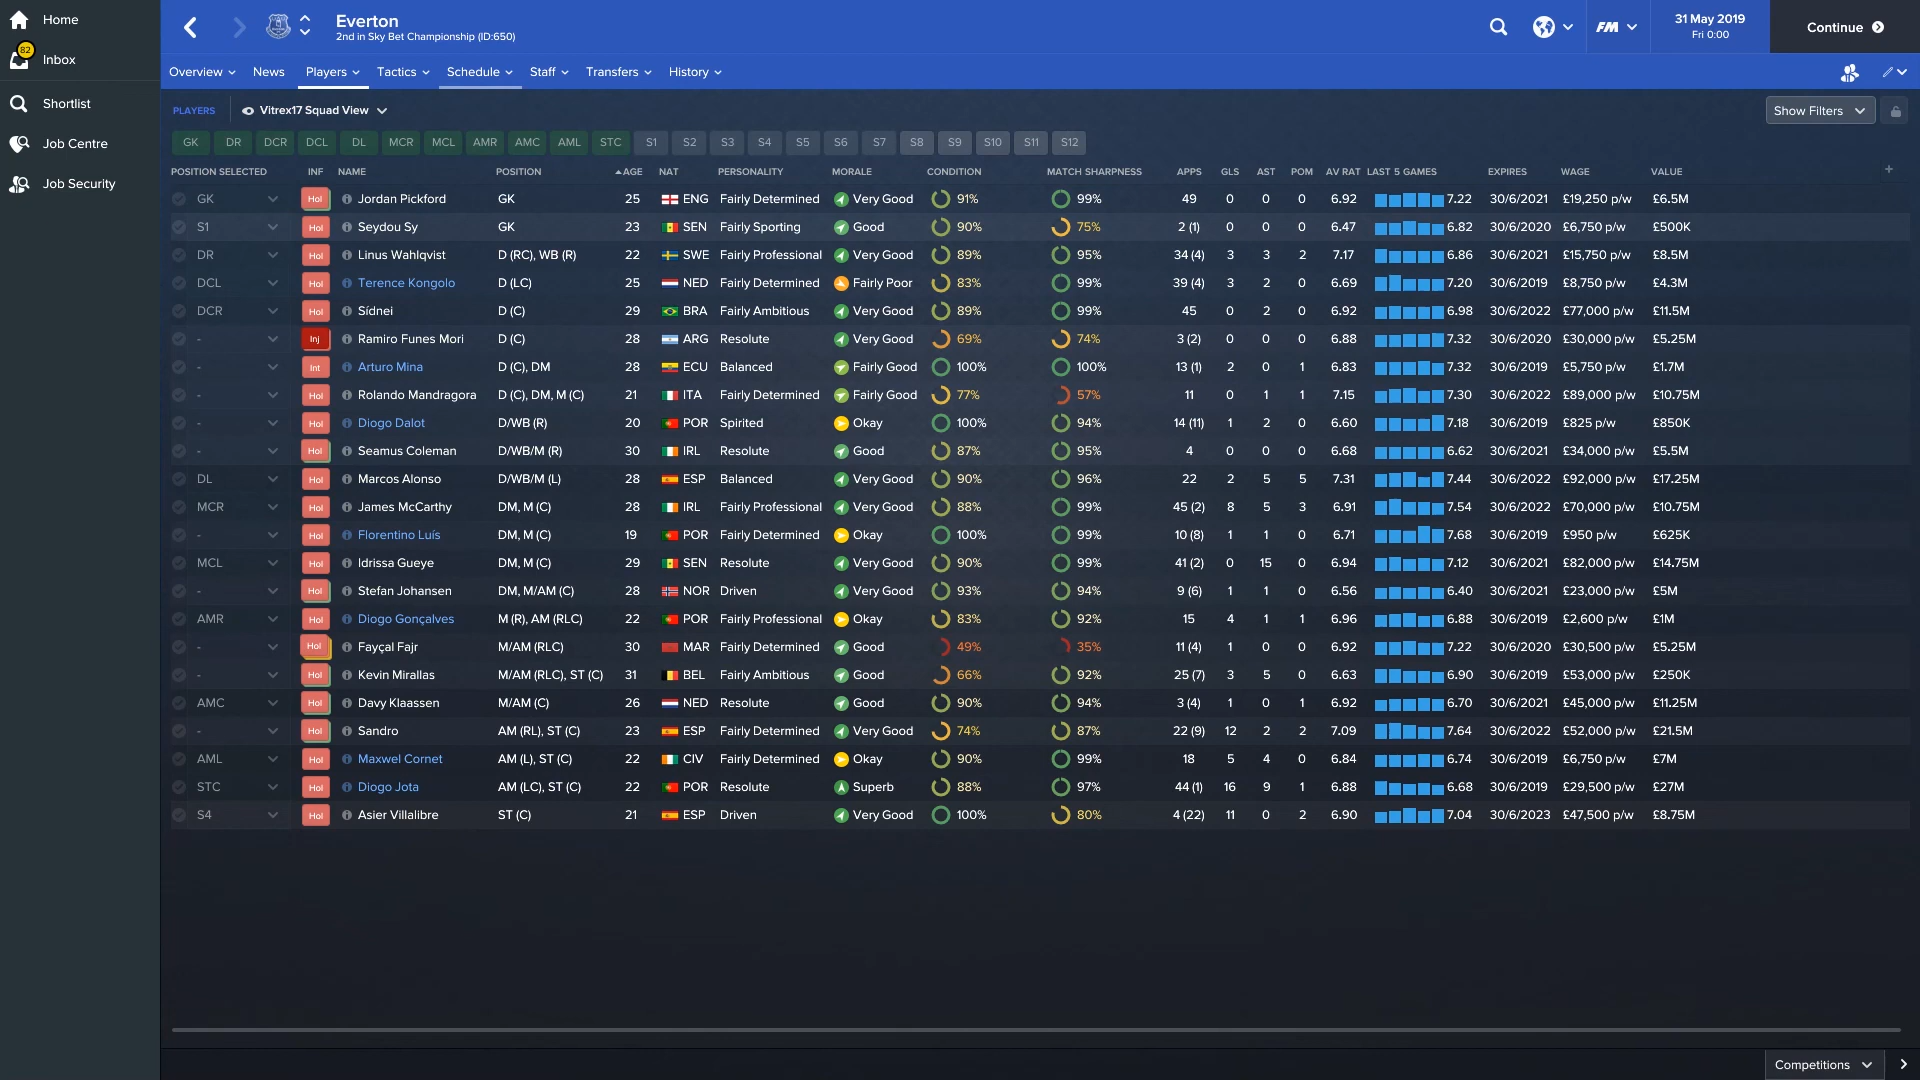 Home
82
Inbox
Shortlist
Job Centre
Job Security
Everton
2nd in Sky Bet Championship (ID:650)
FM
31 May 2019
Fri 0:00
Continue
Overview News Players Tactics Schedule Staff Transfers History
PLAYERS Vitrex17 Squad View Show Filters
GK DR DCR DCL DL MCR MCL AMR AMC AML STC S1 S2 S3 S4 S5 S6 S7 S8 S9 S10 S11 S12
POSITION SELECTED INF NAME POSITION AGE NAT PERSONALITY MORALE CONDITION MATCH SHARPNESS APPS GLS AST POM AV RAT LAST 5 GAMES EXPIRES WAGE VALUE +
GK Hol Jordan Pickford GK 25 ENG Fairly Determined Very Good 91% 99% 49 0 0 0 6.92 7.22 30/6/2021 £19,250 p/w £6.5M
S1 Hol Seydou Sy GK 23 SEN Fairly Sporting Good 90% 75% 2 (1) 0 0 0 6.47 6.82 30/6/2020 £6,750 p/w £500K
DR Hol Linus Wahlqvist D (RC), WB (R) 22 SWE Fairly Professional Very Good 89% 95% 34 (4) 3 3 2 7.17 6.86 30/6/2021 £15,750 p/w £8.5M
DCL Hol Terence Kongolo D (LC) 25 NED Fairly Determined Fairly Poor 83% 99% 39 (4) 3 2 0 6.69 7.20 30/6/2019 £8,750 p/w £4.3M
DCR Hol Sídnei D (C) 29 BRA Fairly Ambitious Very Good 89% 99% 45 0 2 0 6.92 6.98 30/6/2022 £77,000 p/w £11.5M
- Inj Ramiro Funes Mori D (C) 28 ARG Resolute Very Good 69% 74% 3 (2) 0 0 0 6.88 7.32 30/6/2020 £30,000 p/w £5.25M
- Int Arturo Mina D (C), DM 28 ECU Balanced Fairly Good 100% 100% 13 (1) 2 0 1 6.83 7.32 30/6/2019 £5,750 p/w £1.7M
- Hol Rolando Mandragora D (C), DM, M (C) 21 ITA Fairly Determined Fairly Good 77% 57% 11 0 1 1 7.15 7.30 30/6/2022 £89,000 p/w £10.75M
- Hol Diogo Dalot D/WB (R) 20 POR Spirited Okay 100% 94% 14 (11) 1 2 0 6.60 7.18 30/6/2019 £825 p/w £850K
- Hol Seamus Coleman D/WB/M (R) 30 IRL Resolute Good 87% 95% 4 0 0 0 6.68 6.62 30/6/2021 £34,000 p/w £5.5M
DL Hol Marcos Alonso D/WB/M (L) 28 ESP Balanced Very Good 90% 96% 22 2 5 5 7.31 7.44 30/6/2022 £92,000 p/w £17.25M
MCR Hol James McCarthy DM, M (C) 28 IRL Fairly Professional Very Good 88% 99% 45 (2) 8 5 3 6.91 7.54 30/6/2022 £70,000 p/w £10.75M
- Hol Florentino Luís DM, M (C) 19 POR Fairly Determined Okay 100% 99% 10 (8) 1 1 0 6.71 7.68 30/6/2019 £950 p/w £625K
MCL Hol Idrissa Gueye DM, M (C) 29 SEN Resolute Very Good 90% 99% 41 (2) 0 15 0 6.94 7.12 30/6/2021 £82,000 p/w £14.75M
- Hol Stefan Johansen DM, M/AM (C) 28 NOR Driven Very Good 93% 94% 9 (6) 1 1 0 6.56 6.40 30/6/2021 £23,000 p/w £5M
AMR Hol Diogo Gonçalves M (R), AM (RLC) 22 POR Fairly Professional Okay 83% 92% 15 4 1 1 6.96 6.88 30/6/2019 £2,600 p/w £1M
- Hol Fayçal Fajr M/AM (RLC) 30 MAR Fairly Determined Good 49% 35% 11 (4) 1 0 0 6.92 7.22 30/6/2020 £30,500 p/w £5.25M
- Hol Kevin Mirallas M/AM (RLC), ST (C) 31 BEL Fairly Ambitious Good 66% 92% 25 (7) 3 5 0 6.63 6.90 30/6/2019 £53,000 p/w £250K
AMC Hol Davy Klaassen M/AM (C) 26 NED Resolute Good 90% 94% 3 (4) 1 0 1 6.92 6.70 30/6/2021 £45,000 p/w £11.25M
- Hol Sandro AM (RL), ST (C) 23 ESP Fairly Determined Very Good 74% 87% 22 (9) 12 2 2 7.09 7.64 30/6/2022 £52,000 p/w £21.5M
AML Hol Maxwel Cornet AM (L), ST (C) 22 CIV Fairly Determined Okay 90% 99% 18 5 4 0 6.84 6.74 30/6/2019 £6,750 p/w £7M
STC Hol Diogo Jota AM (LC), ST (C) 22 POR Resolute Superb 88% 97% 44 (1) 16 9 1 6.88 6.68 30/6/2019 £29,500 p/w £27M
S4 Hol Asier Villalibre ST (C) 21 ESP Driven Very Good 100% 80% 4 (22) 11 0 2 6.90 7.04 30/6/2023 £47,500 p/w £8.75M
Competitions